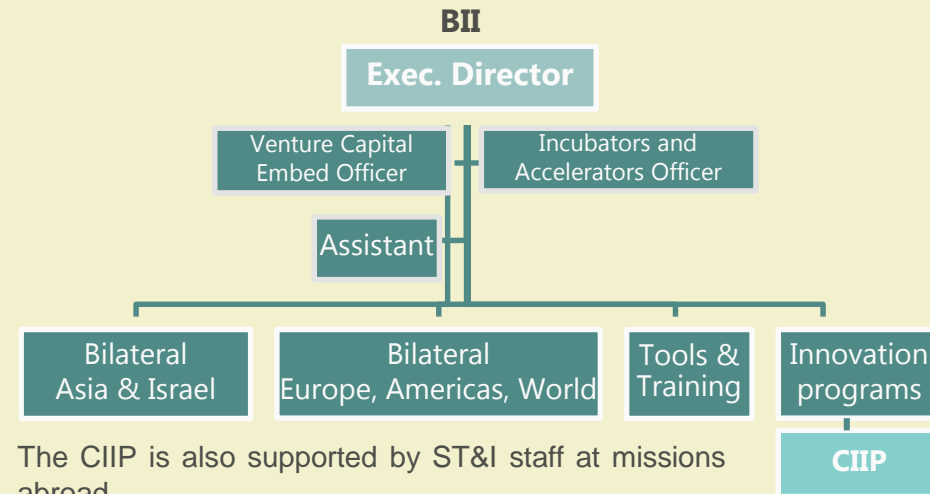 BII
Exec. Director
Venture Capital
Embed Officer
Incubators and
Accelerators Officer
Assistant
Bilateral
Asia & Israel
Bilateral
Europe, Americas, World
Tools &
Training
Innovation
programs
The CIIP is also supported by ST&I staff at missions
abroad
CIIP